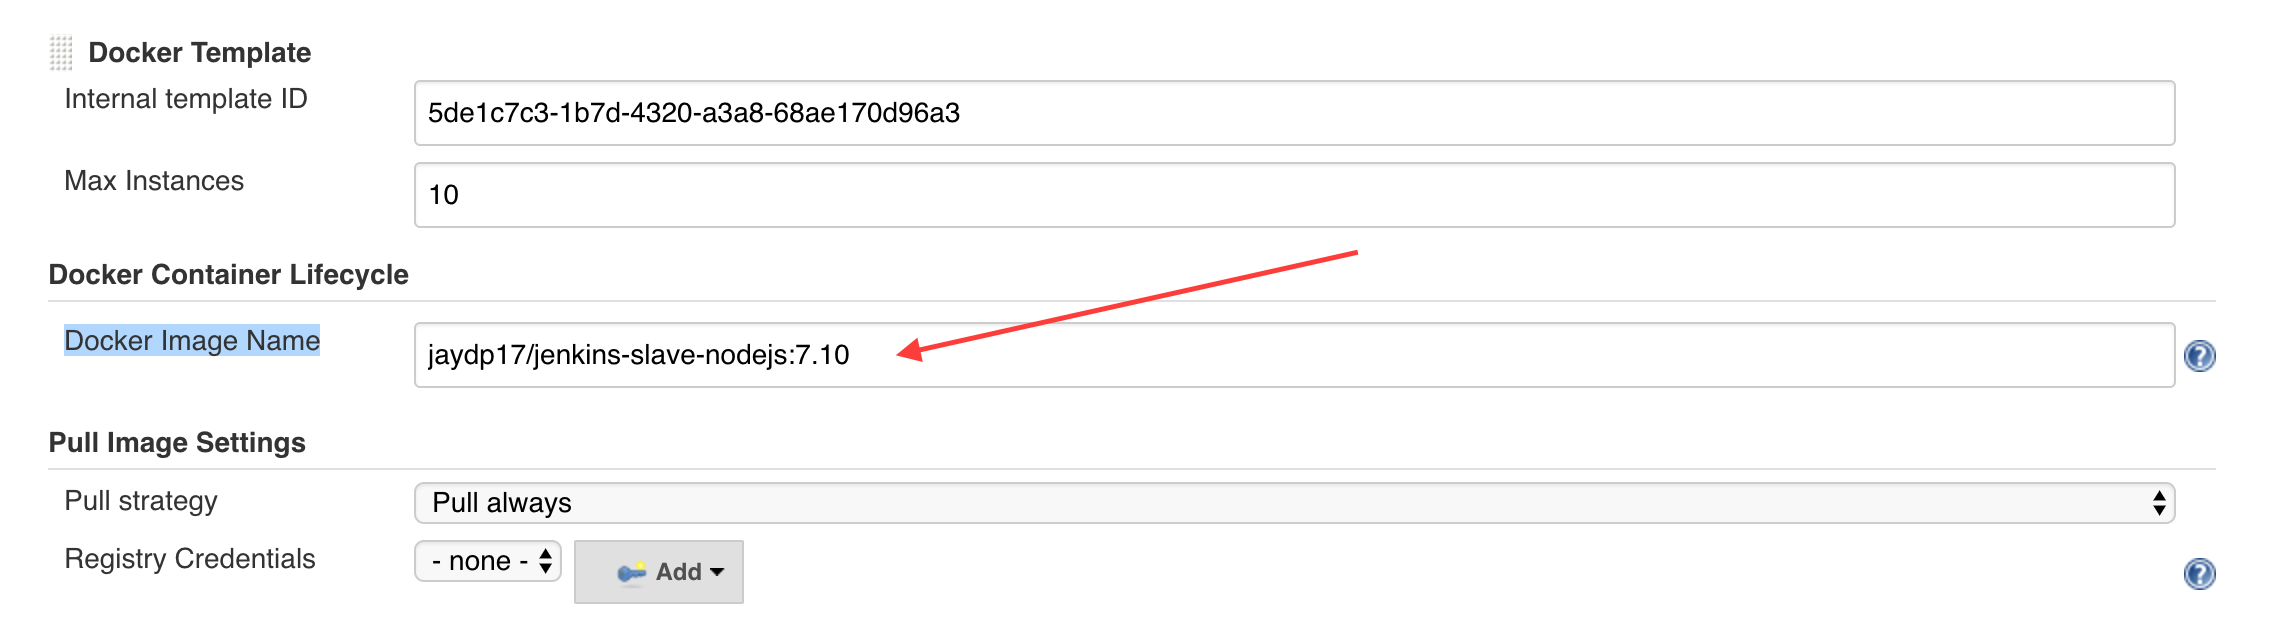 Docker Template
Internal template ID
5de1c7c3-1b7d-4320-a3a8-68ae170d96a3
Max Instances
10
Docker Container Lifecycle
Docker Image Name
jaydp17/jenkins-slave-nodejs:7.10
?
Pull Image Settings
Pull strategy
Pull always
Registry Credentials
- none -
Add
?